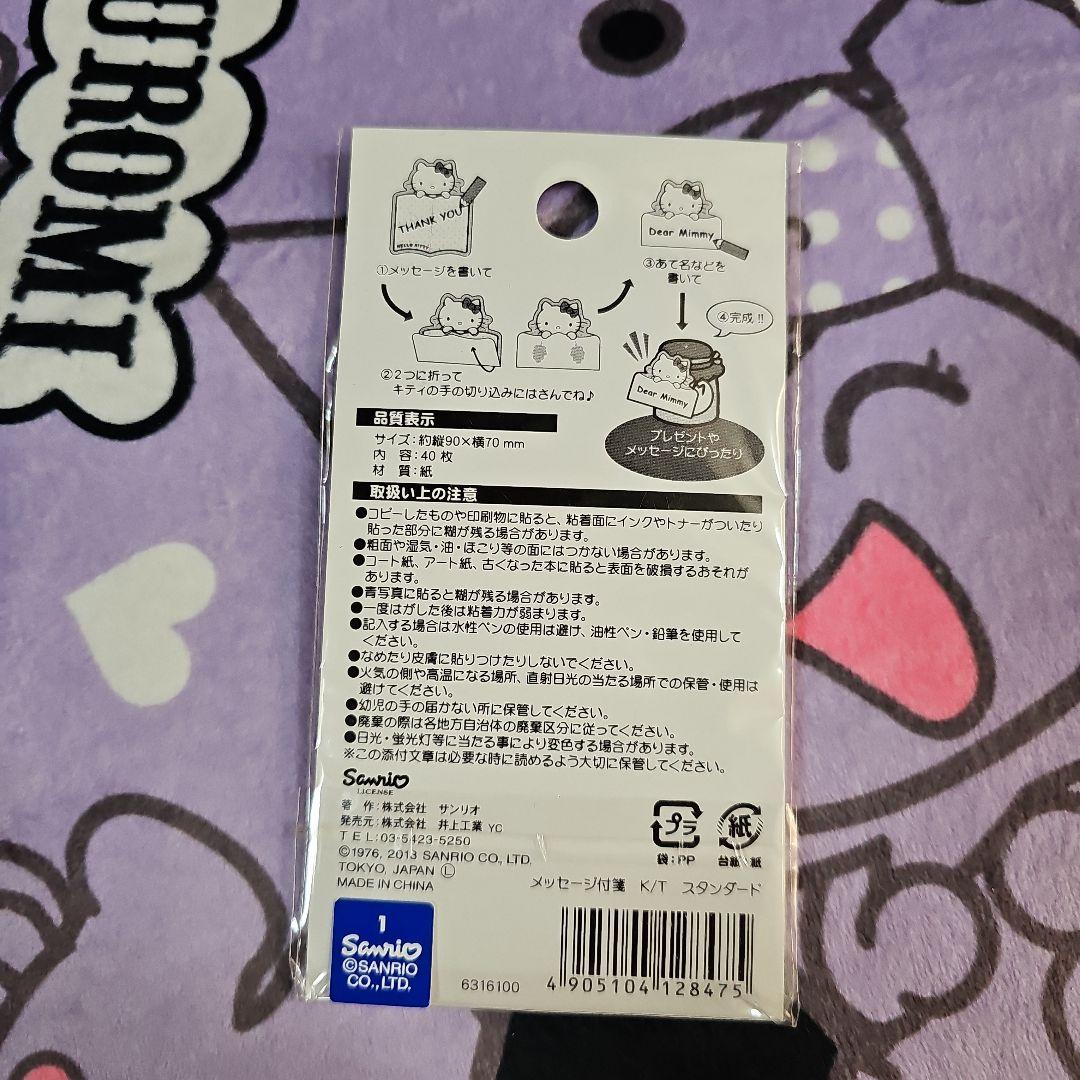 UROMI
THANK YOU
HELLO KITTY
①メッセージを書いて
②2つに折って
キティの手の切り込みにはさんでね♪
Dear Mimmy
③あて名などを
書いて
④完成!!
Dear Mimmy
プレゼントや
メッセージにぴったり
品質表示
サイズ:約縦90×横70 mm
内 容:40 枚
材 質:紙
取扱い上の注意
●コピーしたものや印刷物に貼ると、粘着面にインクやトナーがついたり
貼った部分に糊が残る場合があります。
●粗面や湿気・油・ほこり等の面にはつかない場合があります。
●コート紙、アート紙、古くなった本に貼ると表面を破損するおそれが
あります。
●青写真に貼ると糊が残る場合があります。
●一度はがした後は粘着力が弱まります。
●記入する場合は水性ペンの使用は避け、油性ペン・鉛筆を使用して
ください。
●なめたり皮膚に貼りつけたりしないでください。
●火気の側や高温になる場所、直射日光の当たる場所での保管・使用は
避けてください。
●幼児の手の届かない所に保管してください。
●廃棄の際は各地方自治体の廃棄区分に従ってください。
●日光・蛍光灯等に当たる事により変色する場合があります。
※この添付文章は必要な時に読めるよう大切に保管してください。
Sanrio
LICENSE
著 作:株式会社 サンリオ
発売元:株式会社 井上工業 YC
TEL:03-5423-5250
©1976, 2013 SANRIO CO., LTD.
TOKYO, JAPAN Ⓛ
MADE IN CHINA
プラ
袋:PP
紙
台紙:紙
メッセージ付箋 K/T スタンダード
1
Sanrio
©SANRIO
CO.,LTD.
6316100
4 905104 128475